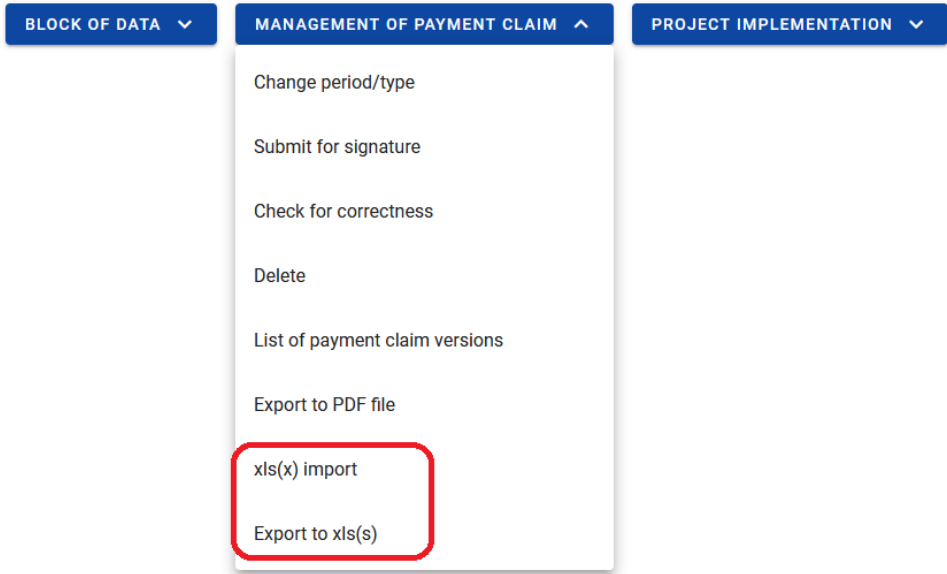 BLOCK OF DATA
MANAGEMENT OF PAYMENT CLAIM
PROJECT IMPLEMENTATION
Change period/type
Submit for signature
Check for correctness
Delete
List of payment claim versions
Export to PDF file
xls(x) import
Export to xls(s)